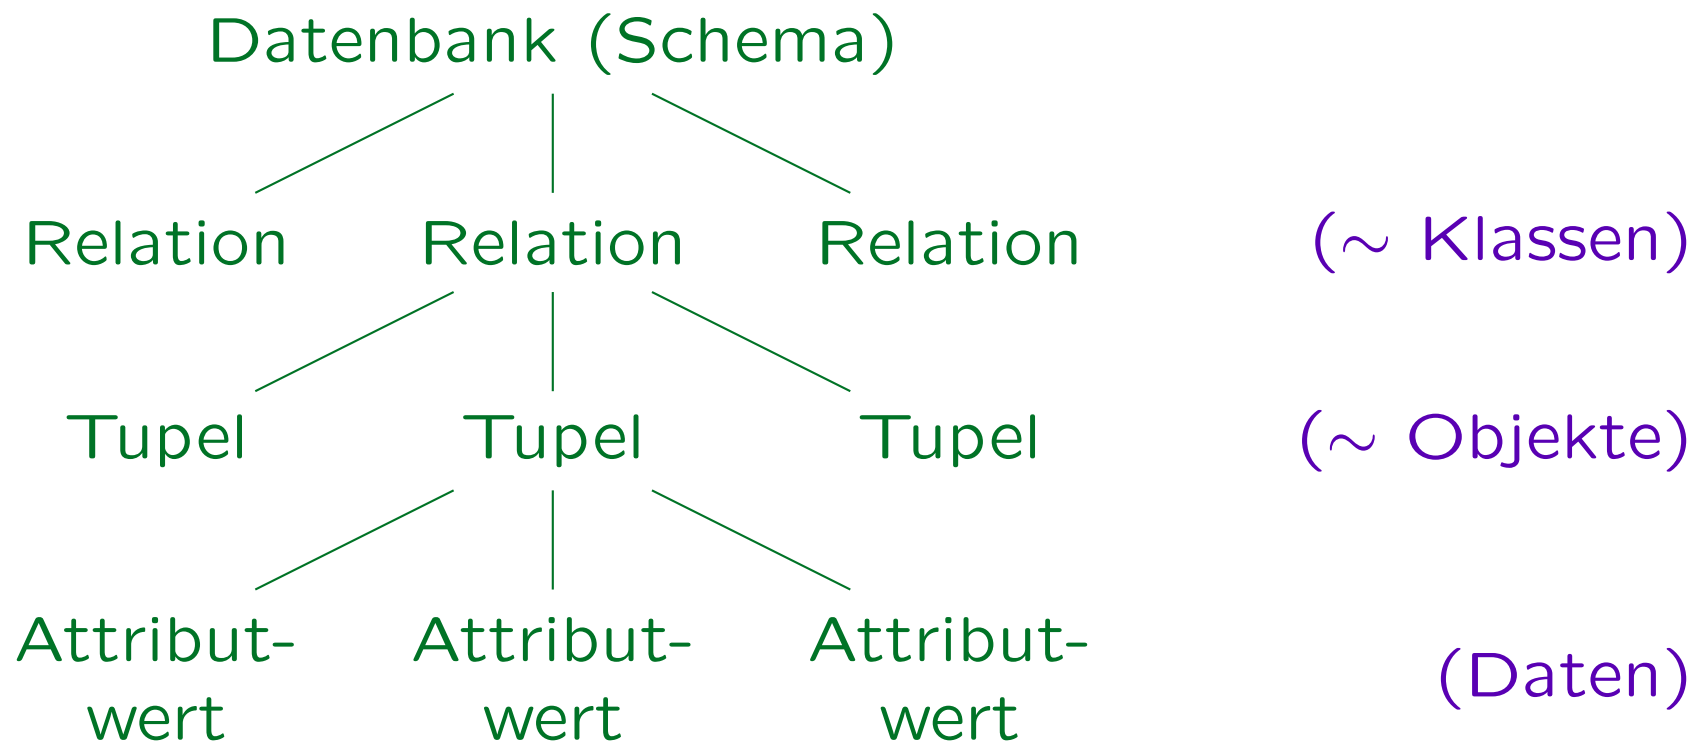 Datenbank (Schema)
Relation Relation Relation (∼ Klassen)
Tupel Tupel Tupel (∼ Objekte)
Attribut- Attribut- Attribut-
wert wert wert (Daten)